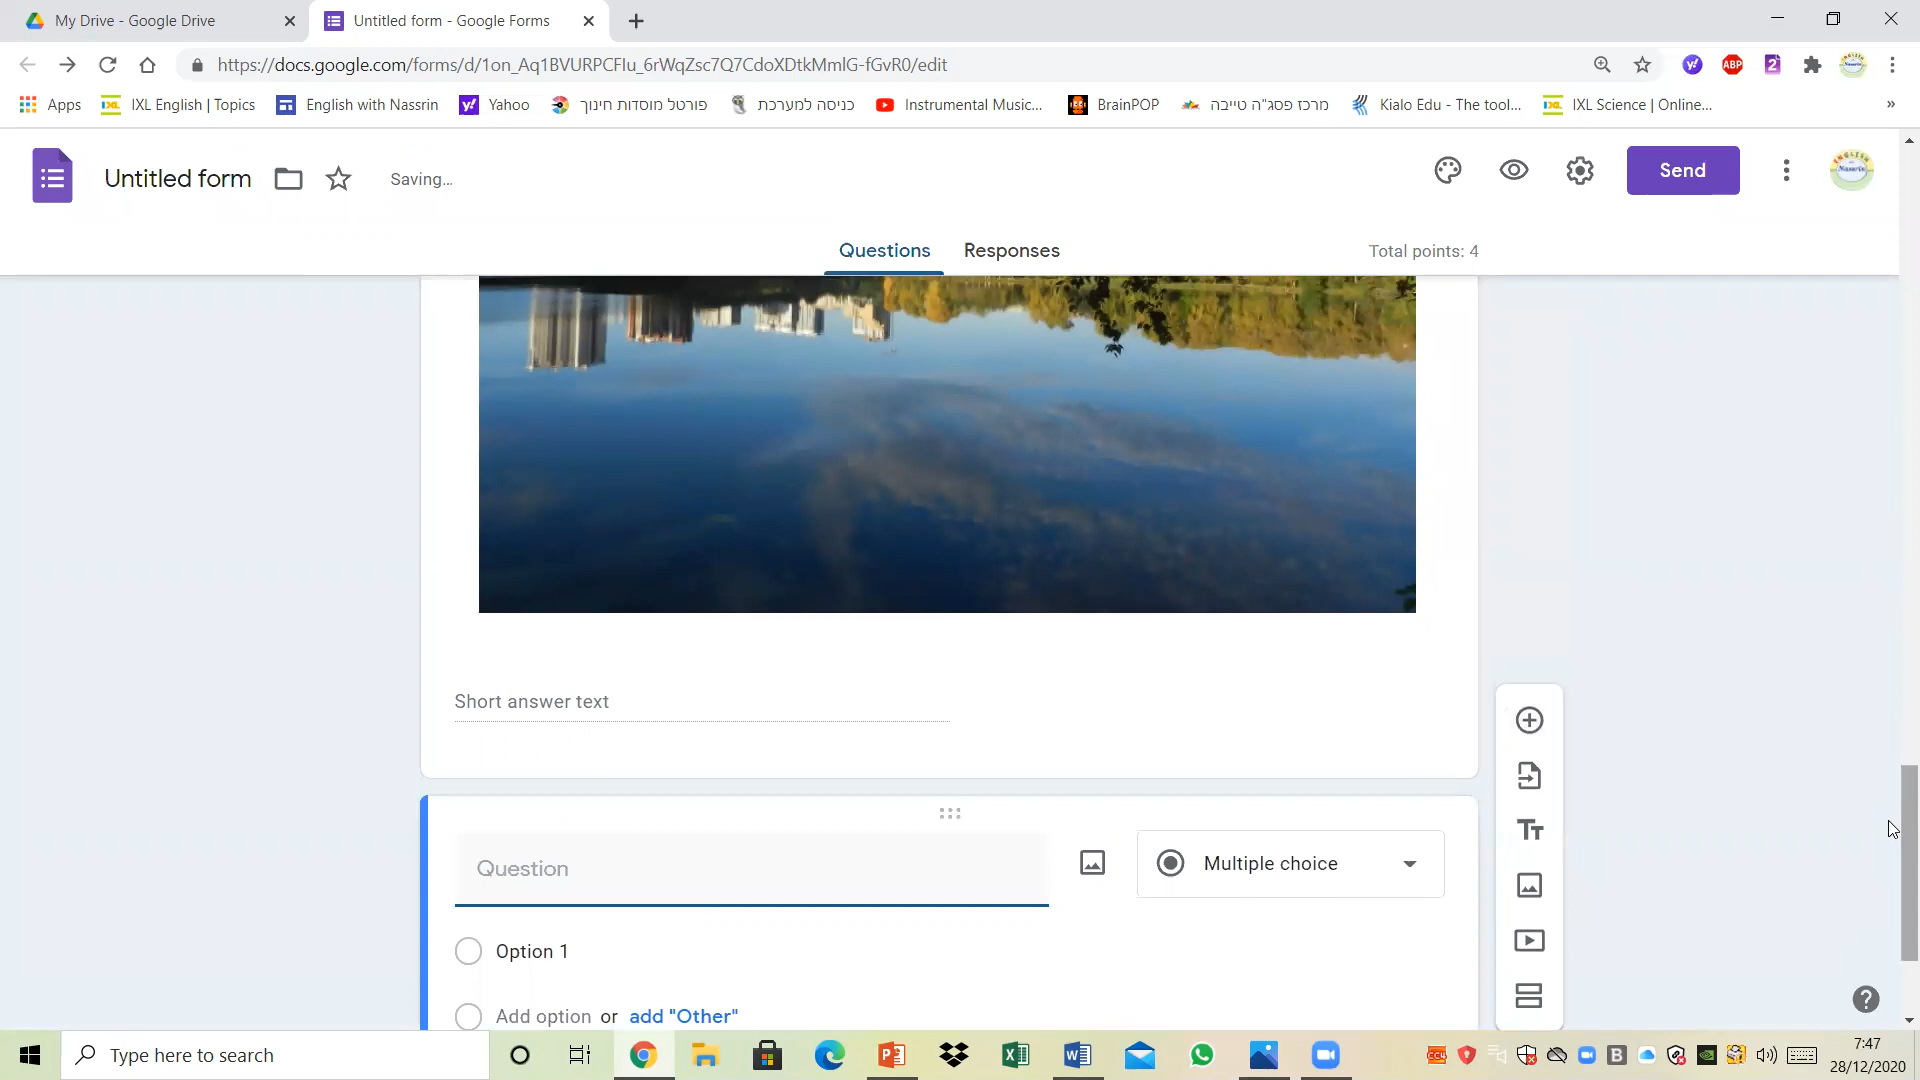 My Drive - Google Drive
Untitled form - Google Forms
https://docs.google.com/forms/d/1on_Aq1BVURPCFIu_6rWqZsc7Q7CdoXDtkMmlG-fGvR0/edit
Apps
IXL English | Topics
English with Nassrin
Yahoo
פורטל מוסדות חינוך
כניסה למערכת
Instrumental Music...
BrainPOP
מרכז פסג"ה טייבה
Kialo Edu - The tool...
IXL Science | Online...
Untitled form
Saving...
Send
Questions
Responses
Total points: 4
Short answer text
Question
Multiple choice
Option 1
Add option or add "Other"
Type here to search
7:47
28/12/2020